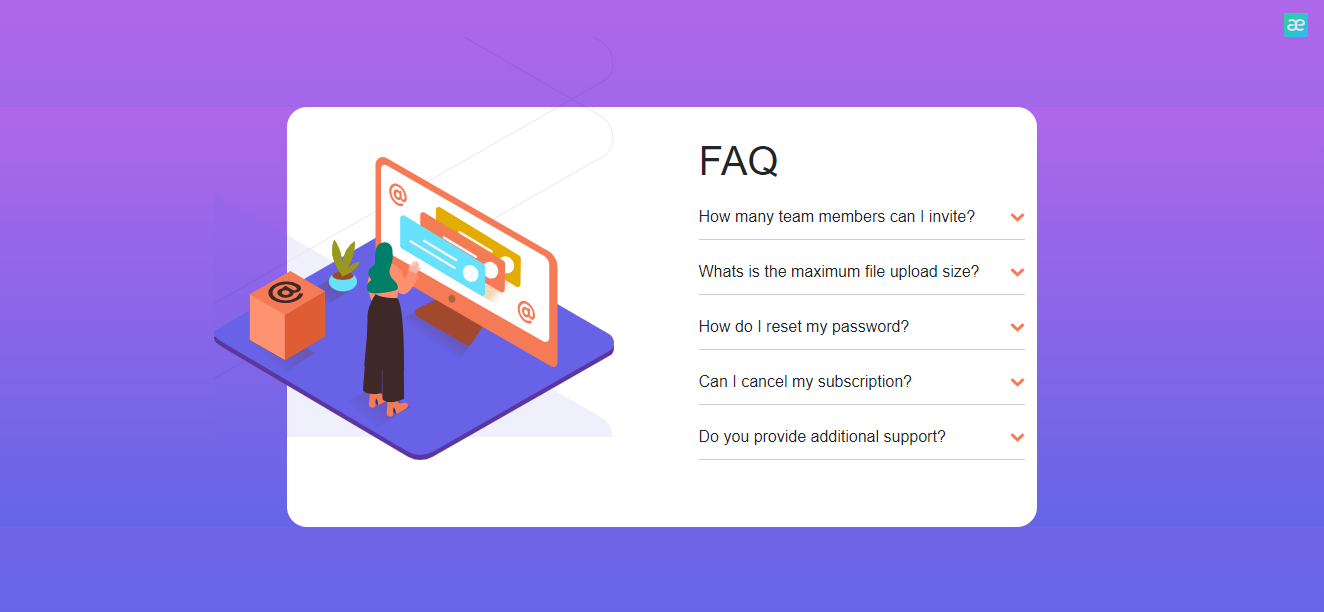 æ
FAQ
How many team members can I invite?
Whats is the maximum file upload size?
How do I reset my password?
Can I cancel my subscription?
Do you provide additional support?
@
@
@